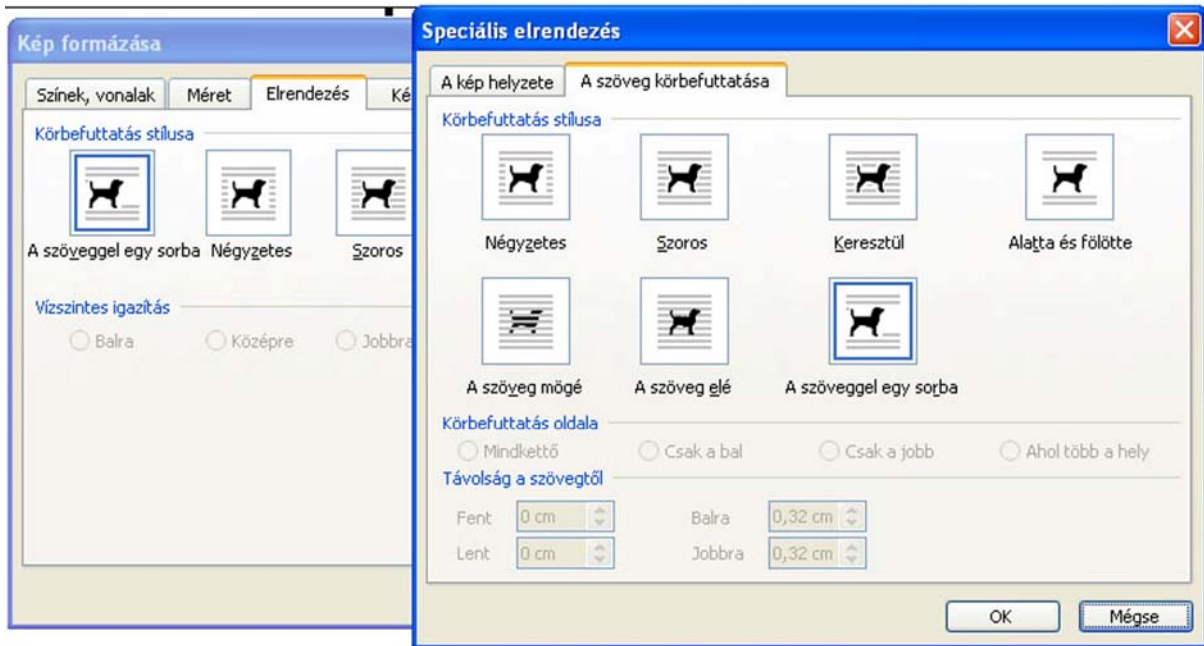 Kép formázása
Színek, vonalak Méret Elrendezés Ké
Körbefuttatás stílusa
A szöveggel egy sorba Négyzetes Szoros
Vízszintes igazítás
Balra Középre Jobbra
Speciális elrendezés
A kép helyzete A szöveg körbefuttatása
Körbefuttatás stílusa
Négyzetes Szoros Keresztül Alatta és fölötte
A szöveg mögé A szöveg elé A szöveggel egy sorba
Körbefuttatás oldala
Mindkettő Csak a bal Csak a jobb Ahol több a hely
Távolság a szövegtől
Fent 0 cm Balra 0,32 cm
Lent 0 cm Jobbra 0,32 cm
OK Mégse